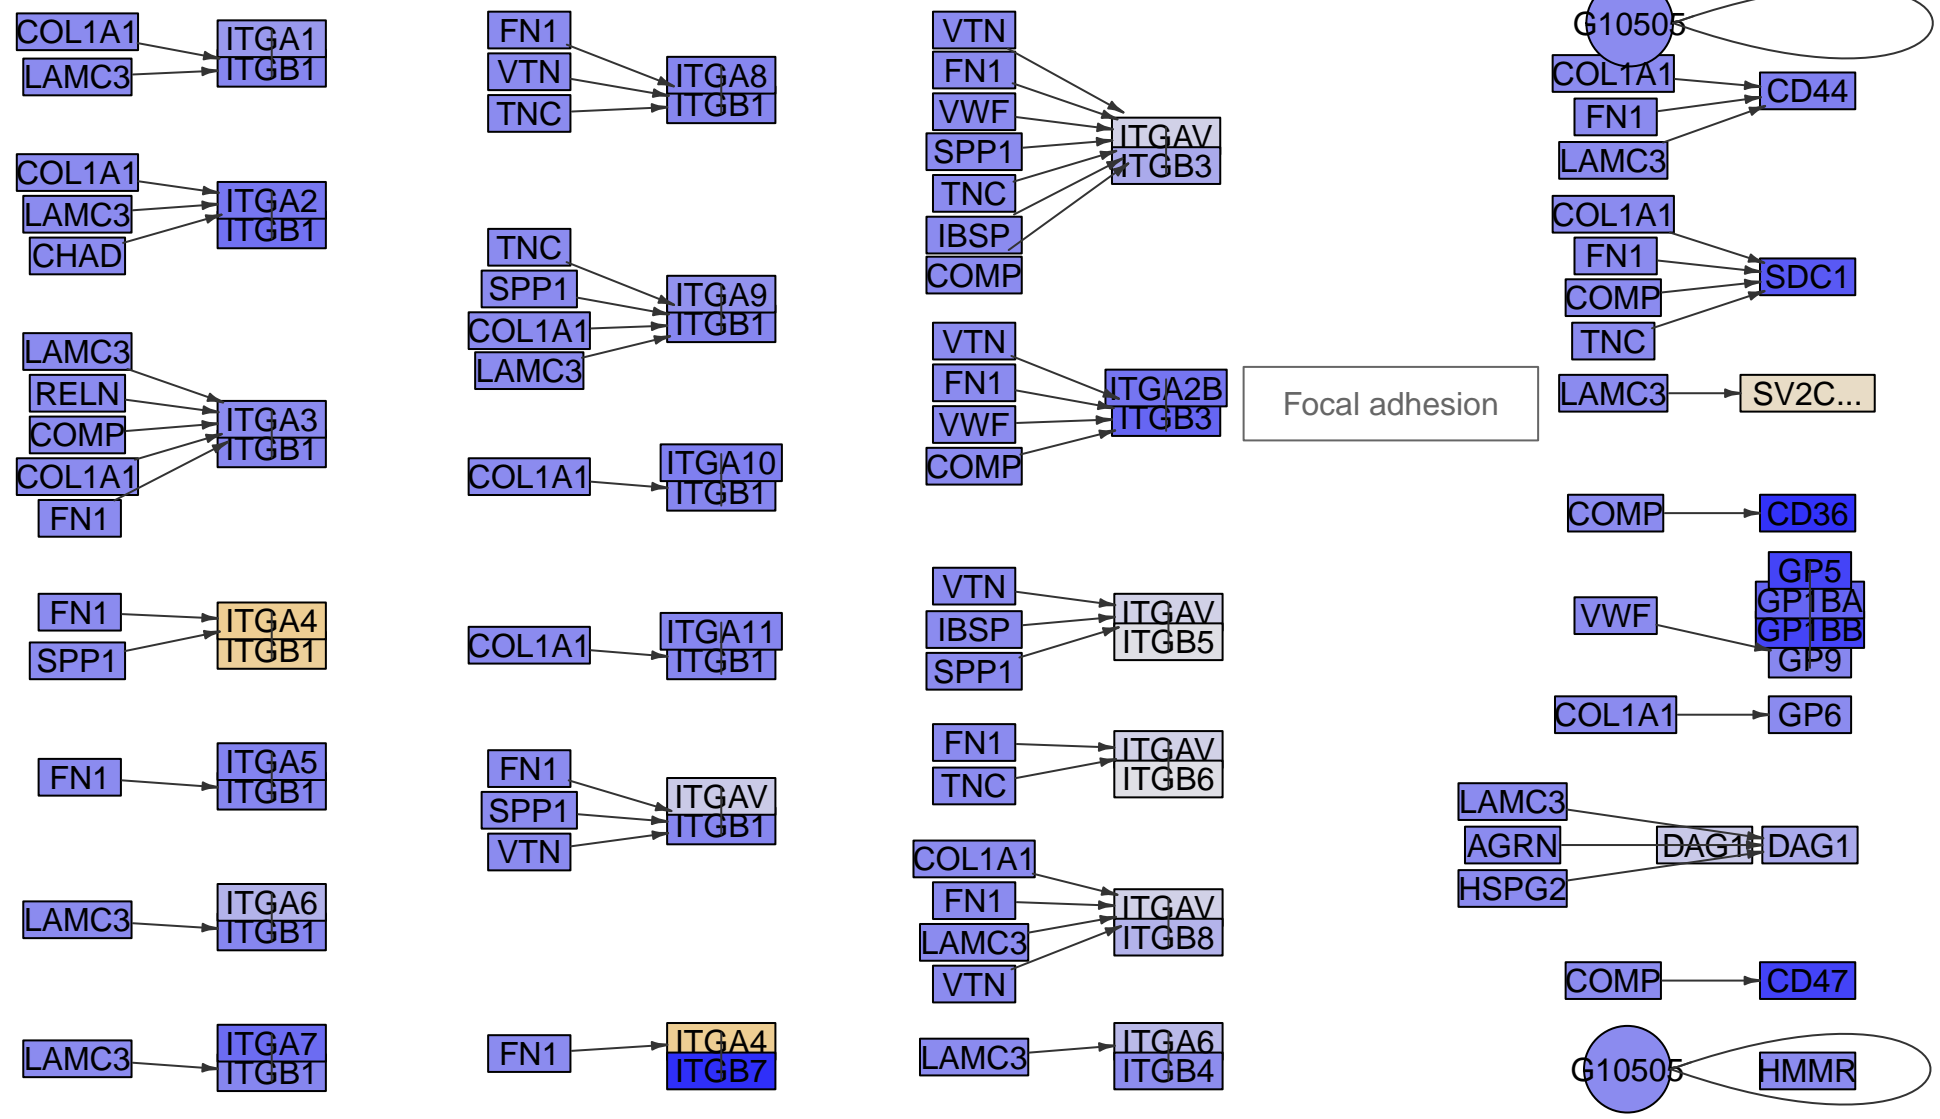 COL1A1
LAMC3
ITGA1
ITGB1
COL1A1
LAMC3
CHAD
ITGA2
ITGB1
LAMC3
RELN
COMP
COL1A1
FN1
ITGA3
ITGB1
FN1
SPP1
ITGA4
ITGB1
FN1
ITGA5
ITGB1
LAMC3
ITGA6
ITGB1
LAMC3
ITGA7
ITGB1
FN1
VTN
TNC
ITGA8
ITGB1
TNC
SPP1
COL1A1
LAMC3
ITGA9
ITGB1
COL1A1
ITGA10
ITGB1
COL1A1
ITGA11
ITGB1
FN1
SPP1
VTN
ITGAV
ITGB1
FN1
ITGA4
ITGB7
VTN
FN1
VWF
SPP1
TNC
IBSP
COMP
ITGAV
ITGB3
VTN
FN1
VWF
COMP
ITGA2B
ITGB3
Focal adhesion
VTN
IBSP
SPP1
ITGAV
ITGB5
FN1
TNC
ITGAV
ITGB6
COL1A1
FN1
LAMC3
VTN
ITGAV
ITGB8
LAMC3
ITGA6
ITGB4
G10505
COL1A1
FN1
LAMC3
CD44
COL1A1
FN1
COMP
TNC
SDC1
LAMC3
SV2C...
COMP
CD36
VWF
GP5
GP1BA
GP1BB
GP9
COL1A1
GP6
LAMC3
AGRN
HSPG2
DAG1
DAG1
COMP
CD47
G10505
HMMR